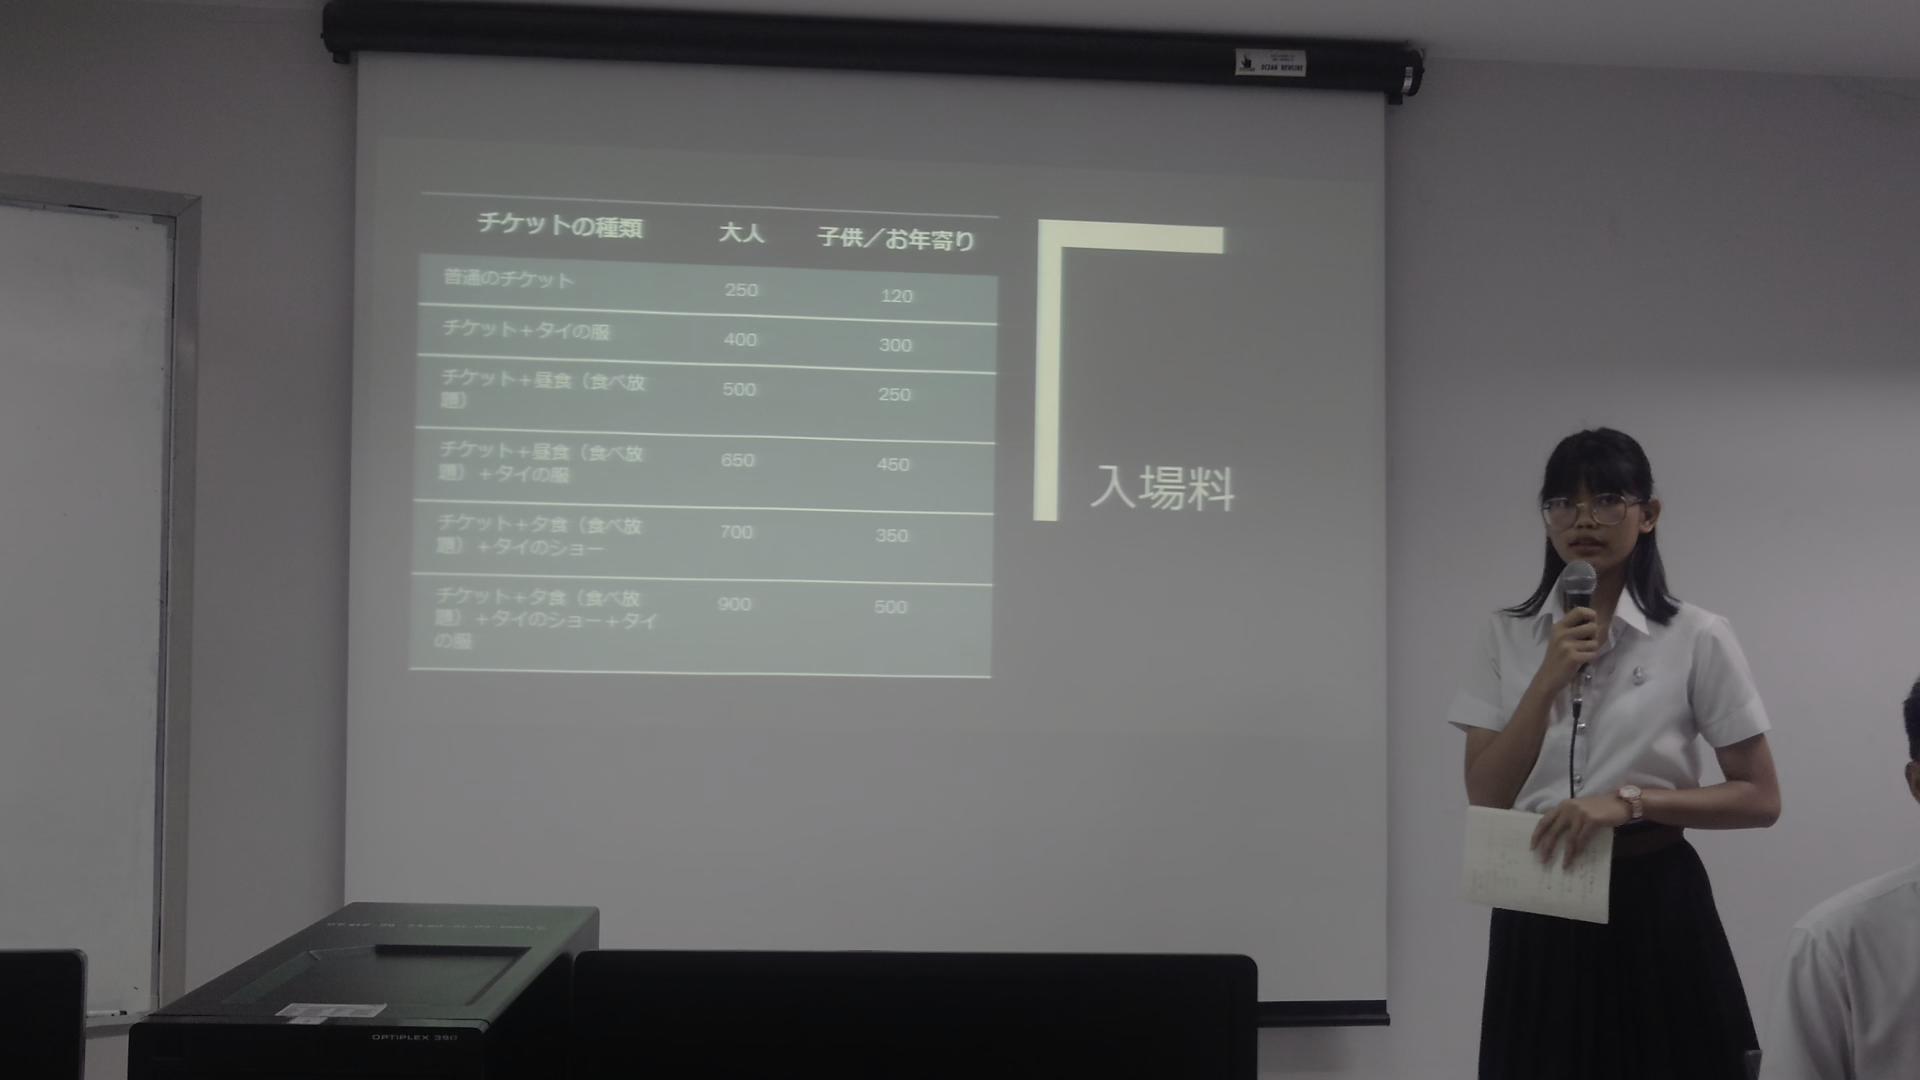 OCEAN NEWLINE
チケットの種類 大人 子供／お年寄り
普通のチケット 250 120
チケット＋タイの服 400 300
チケット＋昼食（食べ放 500 250
題）
チケット＋昼食（食べ放 650 450
題）＋タイの服
チケット＋夕食（食べ放 700 350
題）＋タイのショー
チケット＋夕食（食べ放 900 500
題）＋タイのショー＋タイ
の服
入場料
OPTIPLEX 390